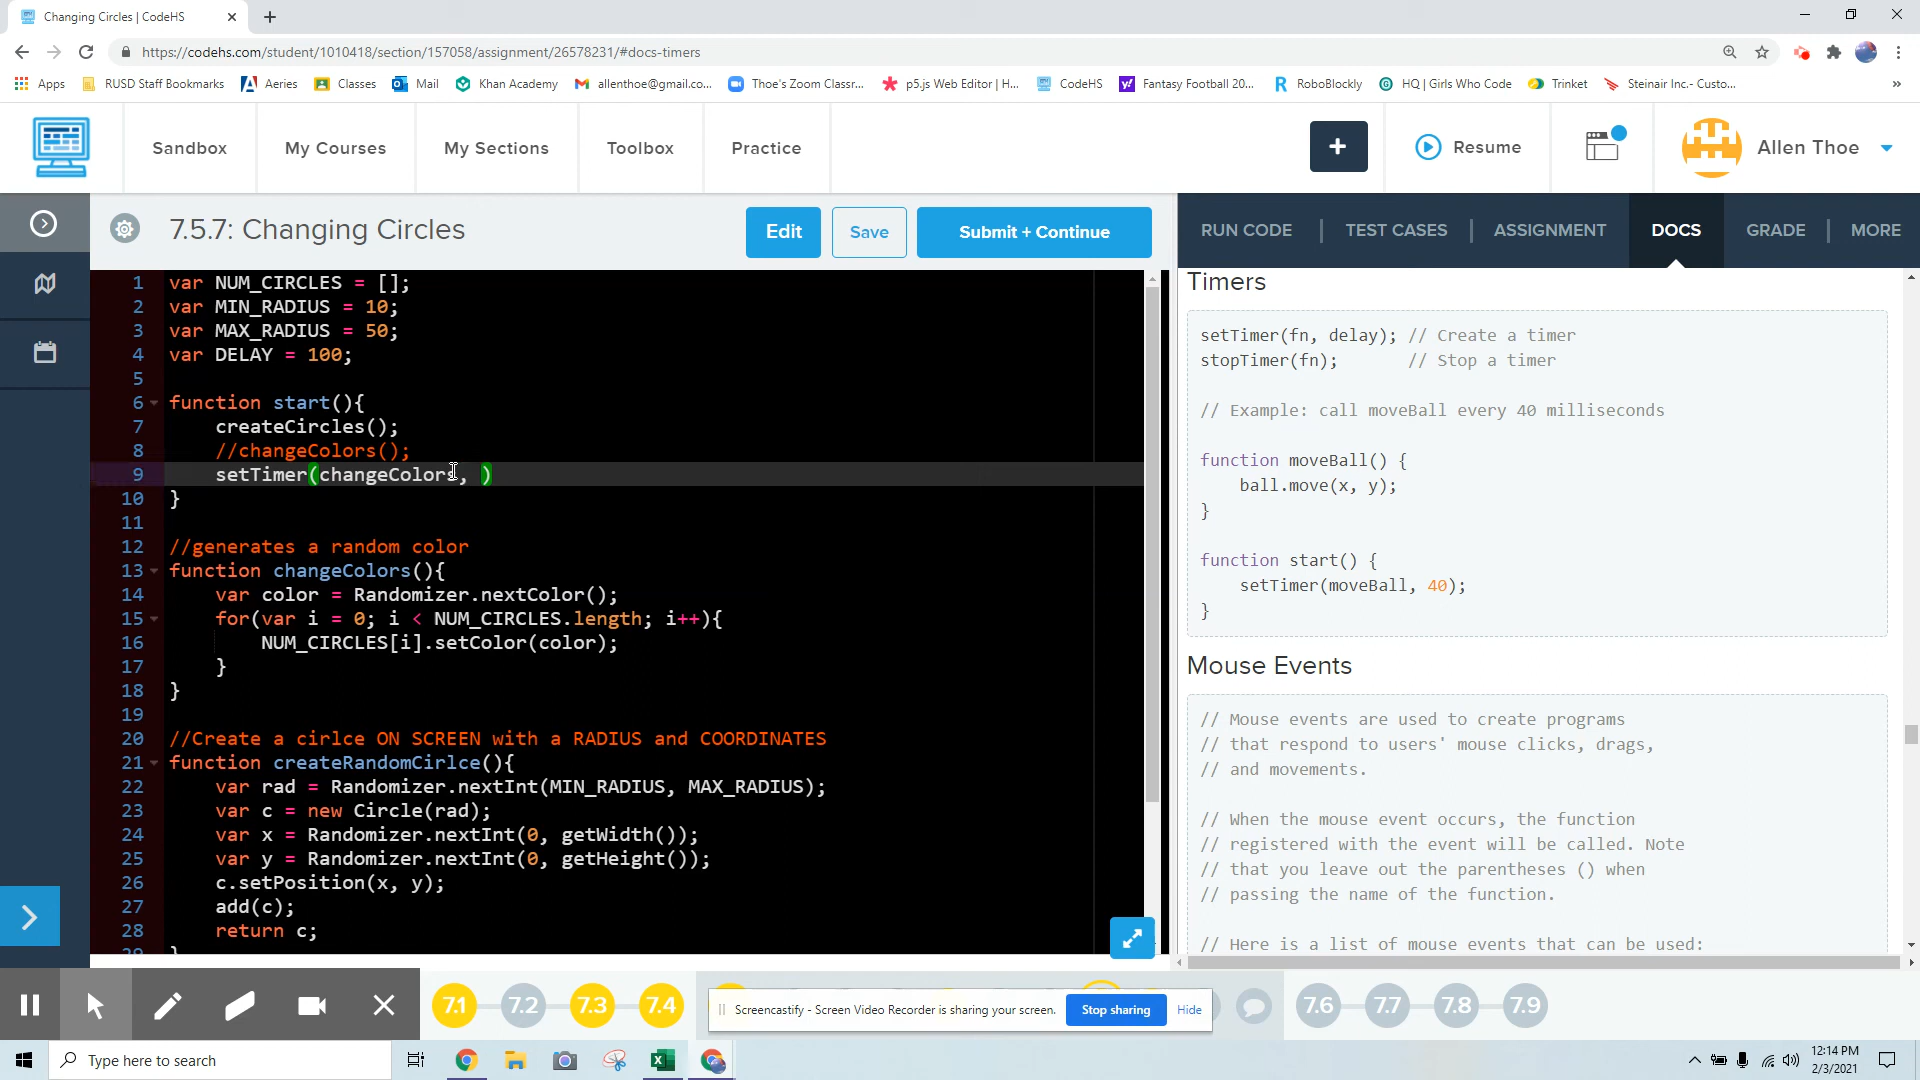 Changing Circles | CodeHS
https://codehs.com/student/1010418/section/157058/assignment/26578231/#docs-timers
Apps RUSD Staff Bookmarks Aeries Classes Mail Khan Academy allenthoe@gmail.co... Thoe's Zoom Classr... p5.js Web Editor | H... CodeHS Fantasy Football 20... RoboBlockly HQ | Girls Who Code Trinket Steinair Inc.- Custo... »
Sandbox My Courses My Sections Toolbox Practice + Resume Allen Thoe
7.5.7: Changing Circles Edit Save Submit + Continue
RUN CODE | TEST CASES | ASSIGNMENT DOCS GRADE | MORE
1 var NUM_CIRCLES = [];
2 var MIN_RADIUS = 10;
3 var MAX_RADIUS = 50;
4 var DELAY = 100;
5
6 function start(){
7 createCircles();
8 //changeColors();
9 setTimer(changeColors, )
10 }
11
12 //generates a random color
13 function changeColors(){
14 var color = Randomizer.nextColor();
15 for(var i = 0; i < NUM_CIRCLES.length; i++){
16 NUM_CIRCLES[i].setColor(color);
17 }
18 }
19
20 //Create a cirlce ON SCREEN with a RADIUS and COORDINATES
21 function createRandomCirlce(){
22 var rad = Randomizer.nextInt(MIN_RADIUS, MAX_RADIUS);
23 var c = new Circle(rad);
24 var x = Randomizer.nextInt(0, getWidth());
25 var y = Randomizer.nextInt(0, getHeight());
26 c.setPosition(x, y);
27 add(c);
28 return c;
29 }
Timers
setTimer(fn, delay); // Create a timer
stopTimer(fn); // Stop a timer
// Example: call moveBall every 40 milliseconds
function moveBall() {
ball.move(x, y);
}
function start() {
setTimer(moveBall, 40);
}
Mouse Events
// Mouse events are used to create programs
// that respond to users' mouse clicks, drags,
// and movements.
// When the mouse event occurs, the function
// registered with the event will be called. Note
// that you leave out the parentheses () when
// passing the name of the function.
// Here is a list of mouse events that can be used:
7.1 7.2 7.3 7.4 7.6 7.7 7.8 7.9
Screencastify - Screen Video Recorder is sharing your screen. Stop sharing Hide
Type here to search
12:14 PM
2/3/2021